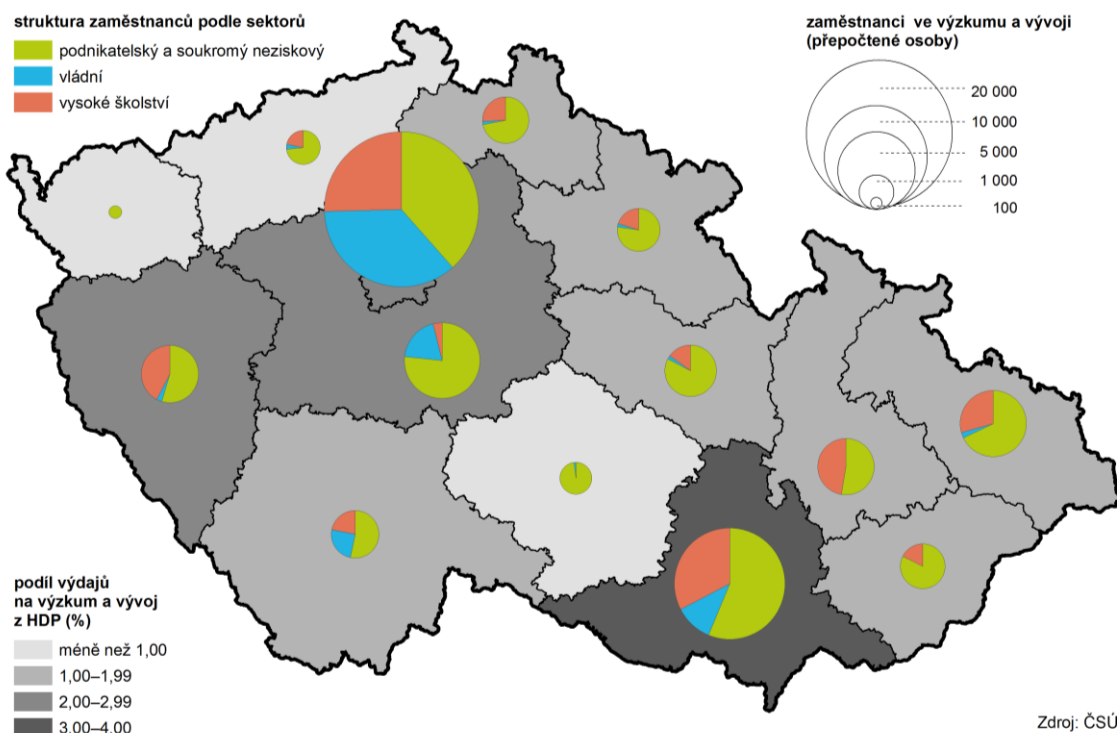 struktura zaměstnanců podle sektorů
podnikatelský a soukromý neziskový
vládní
vysoké školství
zaměstnanci ve výzkumu a vývoji
(přepočtené osoby)
20 000
10 000
5 000
1 000
100
podíl výdajů
na výzkum a vývoj
z HDP (%)
méně než 1,00
1,00–1,99
2,00–2,99
3,00–4,00
Zdroj: ČSÚ